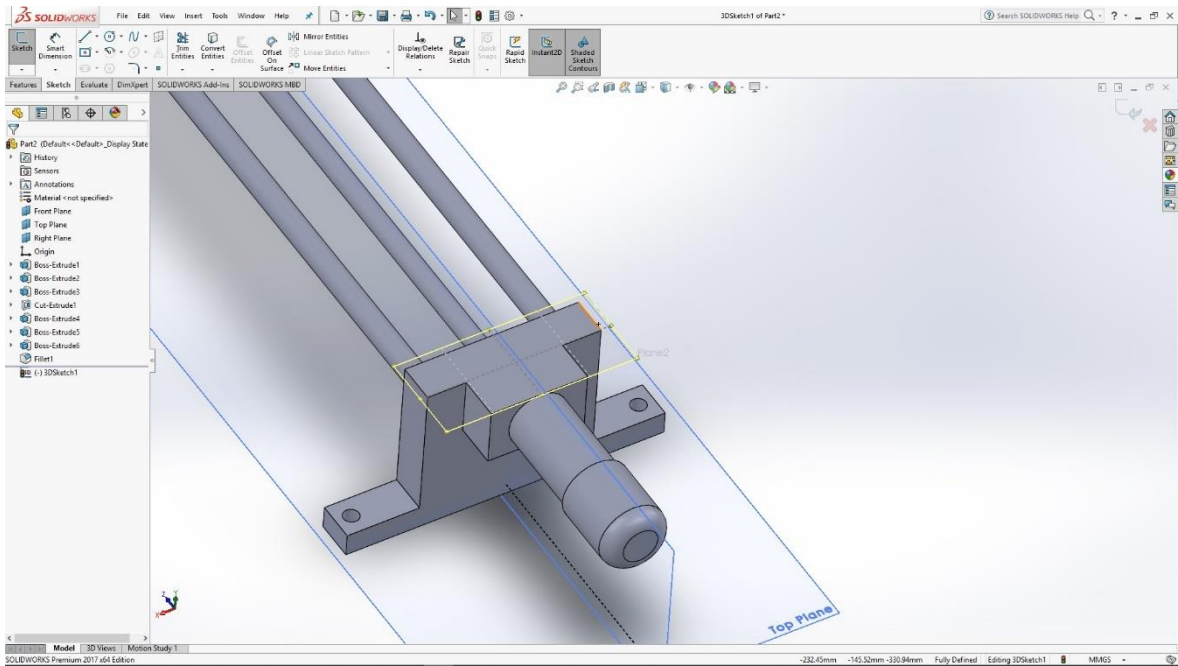 SOLIDWORKS File Edit View Insert Tools Window Help 3DSketch1 of Part2 * Search SOLIDWORKS Help
Sketch Smart Dimension Trim Entities Convert Entities Offset Entities Offset On Surface Mirror Entities Linear Sketch Pattern Move Entities Display/Delete Relations Repair Sketch Quick Snaps Rapid Sketch Instant2D Shaded Sketch Contours
Features Sketch Evaluate DimXpert SOLIDWORKS Add-Ins SOLIDWORKS MBD
Part2 (Default<<Default>_Display State
History
Sensors
Annotations
Material <not specified>
Front Plane
Top Plane
Right Plane
Origin
Boss-Extrude1
Boss-Extrude2
Boss-Extrude3
Cut-Extrude1
Boss-Extrude4
Boss-Extrude5
Boss-Extrude6
Fillet1
3D (-) 3DSketch1
Plane2
Top Plane
Z Y X
Model 3D Views Motion Study 1
SOLIDWORKS Premium 2017 x64 Edition -232.45mm -145.52mm -330.94mm Fully Defined Editing 3DSketch1 MMGS